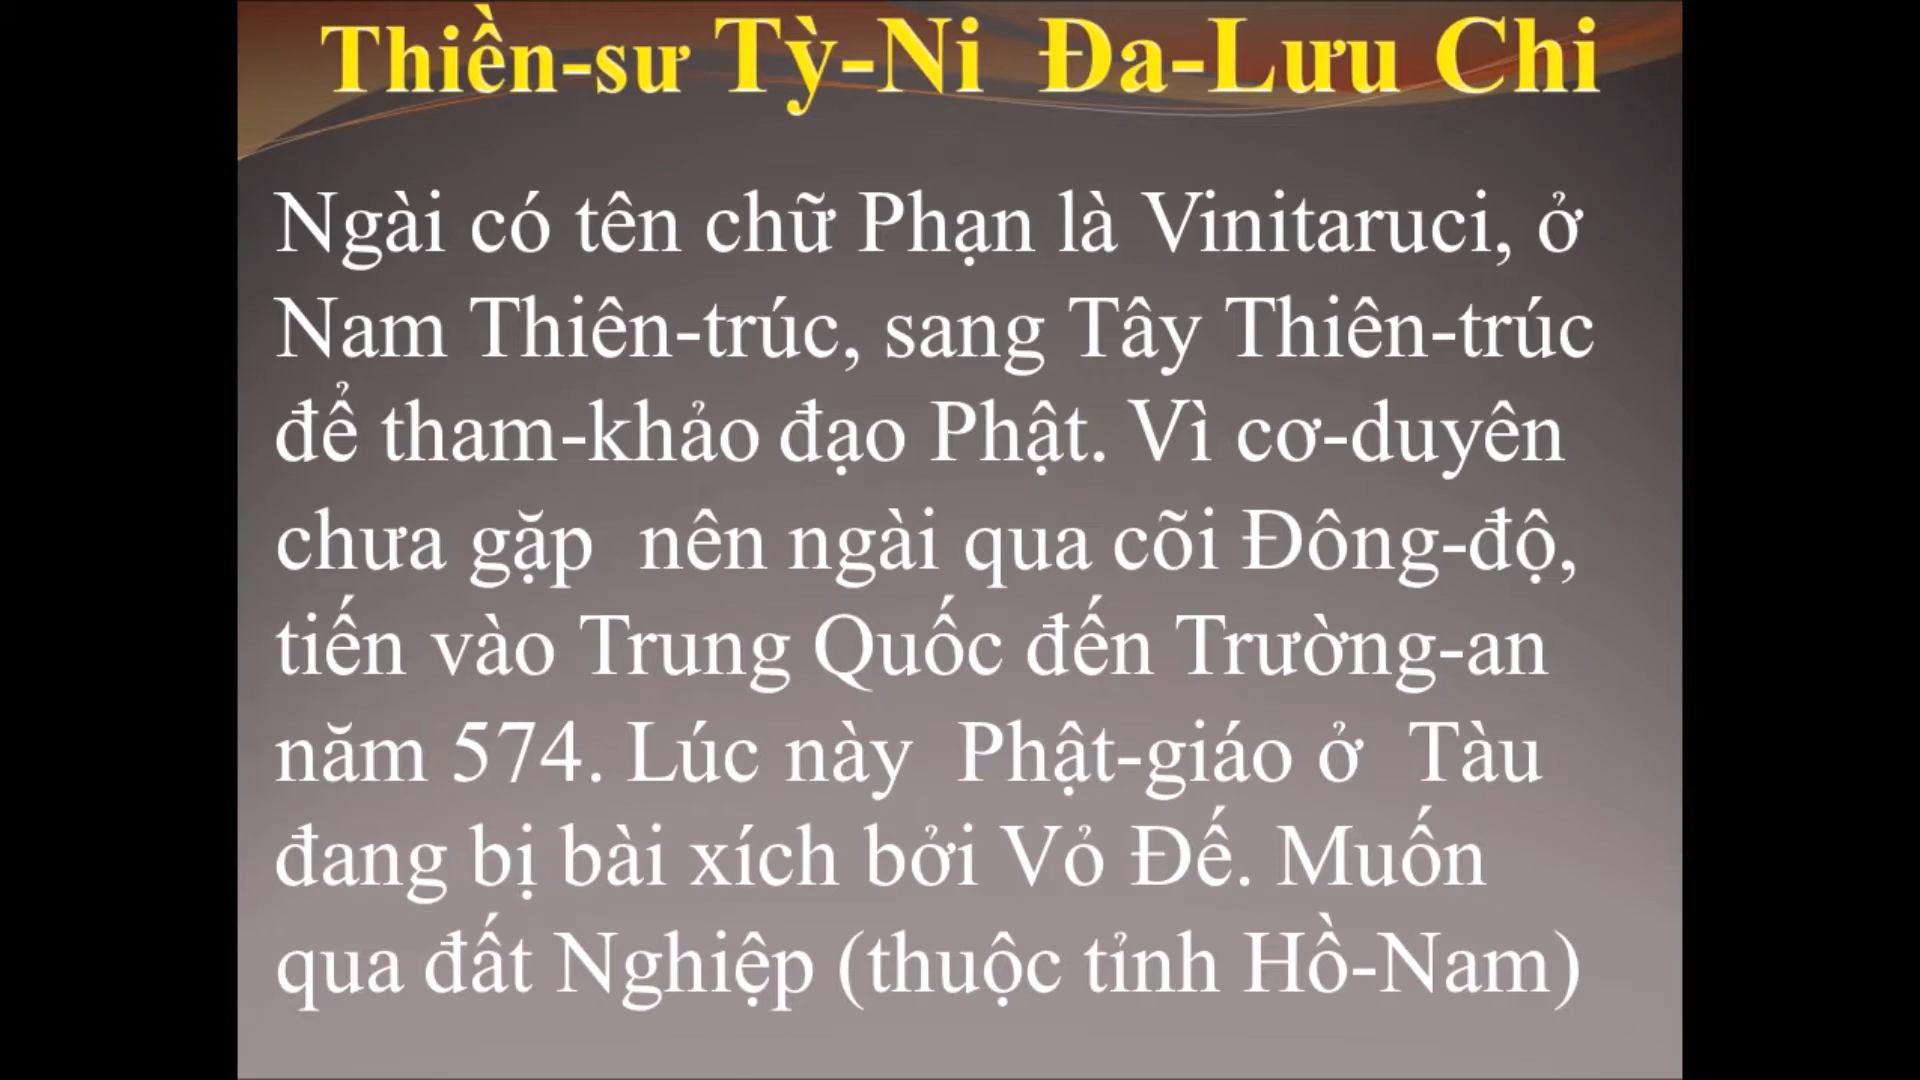 Thiền-sư Tỳ-Ni Đa-Lưu Chi
Ngài có tên chữ Phạn là Vinitaruci, ở
Nam Thiên-trúc, sang Tây Thiên-trúc
để tham-khảo đạo Phật. Vì cơ-duyên
chưa gặp nên ngài qua cõi Đông-độ,
tiến vào Trung Quốc đến Trường-an
năm 574. Lúc này Phật-giáo ở Tàu
đang bị bài xích bởi Vỏ Đế. Muốn
qua đất Nghiệp (thuộc tỉnh Hồ-Nam)